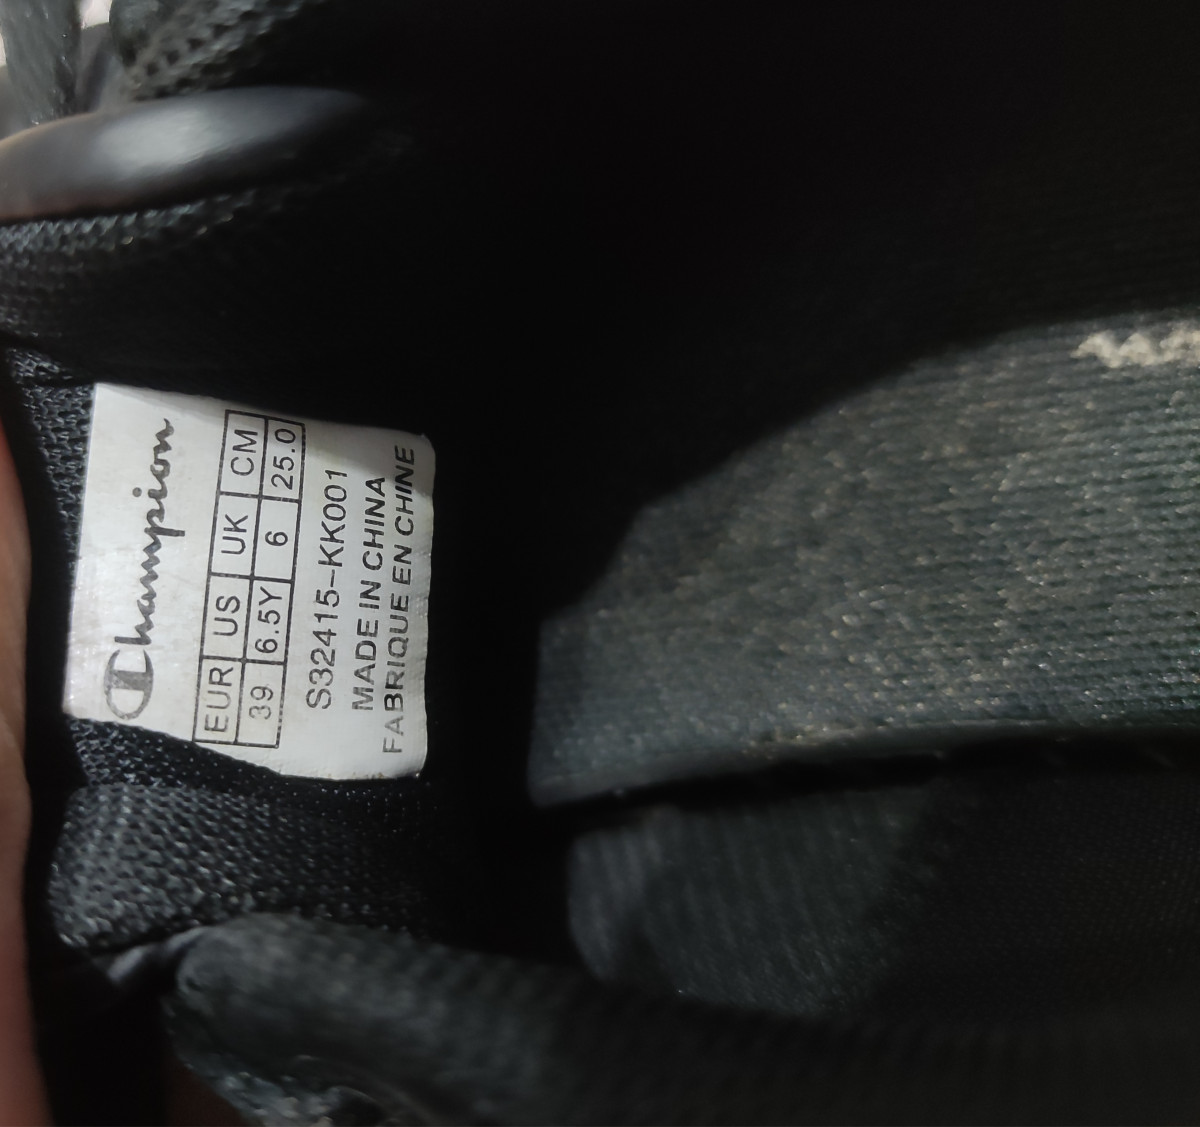 Champion
EUR US UK CM
39 6.5Y 6 25.0
S32415-KK001
MADE IN CHINA
FABRIQUE EN CHINE